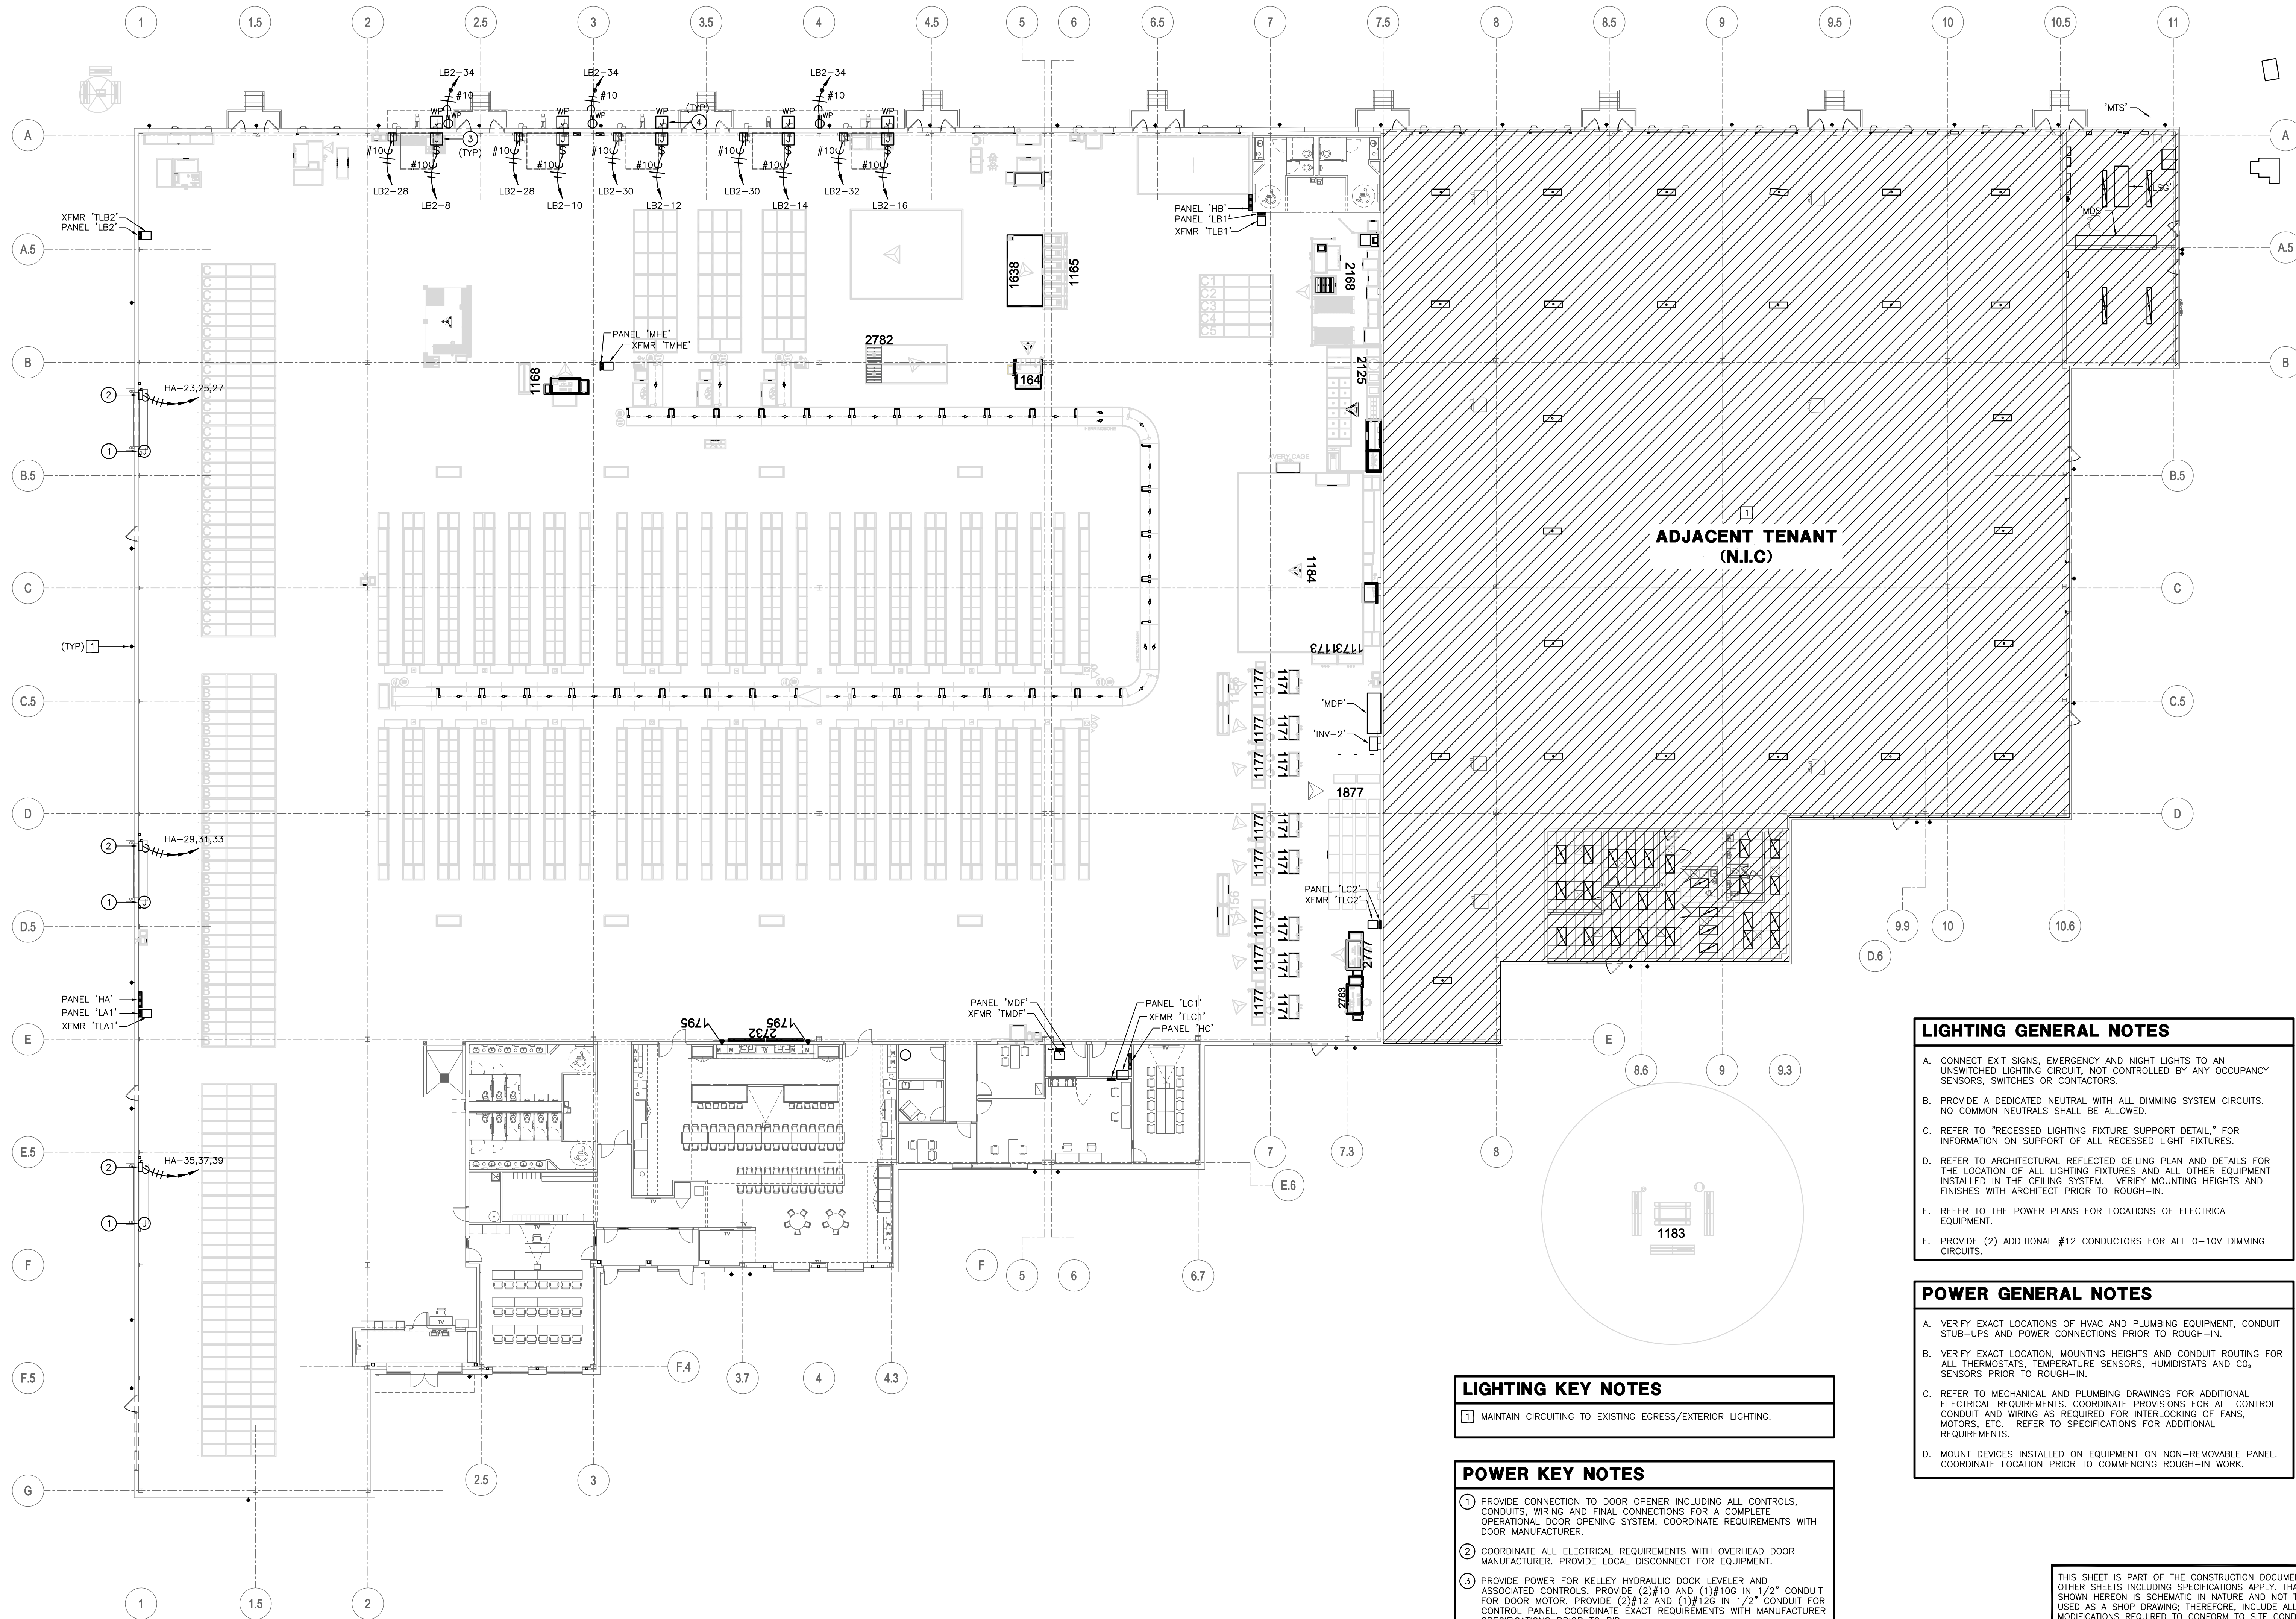 1 1.5 2 2.5 3 3.5 4 4.5 5 6 6.5 7 7.5 8 8.5 9 9.5 10 10.5 11
LB2-34 LB2-34 LB2-34
#10 #10 #10
'MTS'
WP WP WP WP WP (TYP) 4 WP WP WP
A J J J J J A
3 (TYP)
S S S S S
#10 #10 #10 #10 #10 #10 #10 #10 #10 #10
LB2-28 LB2-8 LB2-28 LB2-10 LB2-30 LB2-12 LB2-30 LB2-14 LB2-32 LB2-16
'MDS'
PANEL 'HB'
PANEL 'LB1'
XFMR 'TLB1'
XFMR 'TLB2'
PANEL 'LB2'
A.5 A.5
1638 1165 2168
C1
C3
C4
C5
PANEL 'MHE'
XFMR 'TMHE'
2782
B B
1168 1164 2125
2 HA-23,25,27
1 J
AVERY CAGE
B.5 B.5
1
ADJACENT TENANT
(N.I.C)
1184
C C
(TYP) 1
1173 1173
1177 1171
C.5 C.5
'MDP'
1177 1171
'INV-2'
1177 1171
1877
D D
1177 1171
2 HA-29,31,33
1177 1171
PANEL 'LC2'
XFMR 'TLC2'
1 J
D.5
1177 1171
9.9 10 10.6
2777
D.6
1177 1171
2783
1177 1171
PANEL 'HA'
PANEL 'LA1'
XFMR 'TLA1'
PANEL 'MDF'
XFMR 'TMDF'
PANEL 'LC1'
XFMR 'TLC1'
PANEL 'HC'
1795 2732 1795
E E
M M TV M M
8.6 9 9.3
E.5
7 7.3 8
2 HA-35,37,39
E.6
1 J
TV TV TV
1183
F F 5 6 6.7
F.4 3.7 4 4.3
F.5
G 2.5 3
1 1.5 2
LIGHTING GENERAL NOTES
A. CONNECT EXIT SIGNS, EMERGENCY AND NIGHT LIGHTS TO AN
UNSWITCHED LIGHTING CIRCUIT, NOT CONTROLLED BY ANY OCCUPANCY
SENSORS, SWITCHES OR CONTACTORS.
B. PROVIDE A DEDICATED NEUTRAL WITH ALL DIMMING SYSTEM CIRCUITS.
NO COMMON NEUTRALS SHALL BE ALLOWED.
C. REFER TO "RECESSED LIGHTING FIXTURE SUPPORT DETAIL," FOR
INFORMATION ON SUPPORT OF ALL RECESSED LIGHT FIXTURES.
D. REFER TO ARCHITECTURAL REFLECTED CEILING PLAN AND DETAILS FOR
THE LOCATION OF ALL LIGHTING FIXTURES AND ALL OTHER EQUIPMENT
INSTALLED IN THE CEILING SYSTEM. VERIFY MOUNTING HEIGHTS AND
FINISHES WITH ARCHITECT PRIOR TO ROUGH-IN.
E. REFER TO THE POWER PLANS FOR LOCATIONS OF ELECTRICAL
EQUIPMENT.
F. PROVIDE (2) ADDITIONAL #12 CONDUCTORS FOR ALL 0-10V DIMMING
CIRCUITS.
POWER GENERAL NOTES
A. VERIFY EXACT LOCATIONS OF HVAC AND PLUMBING EQUIPMENT, CONDUIT
STUB-UPS AND POWER CONNECTIONS PRIOR TO ROUGH-IN.
B. VERIFY EXACT LOCATION, MOUNTING HEIGHTS AND CONDUIT ROUTING FOR
ALL THERMOSTATS, TEMPERATURE SENSORS, HUMIDISTATS AND CO₂
SENSORS PRIOR TO ROUGH-IN.
C. REFER TO MECHANICAL AND PLUMBING DRAWINGS FOR ADDITIONAL
ELECTRICAL REQUIREMENTS. COORDINATE PROVISIONS FOR ALL CONTROL
CONDUIT AND WIRING AS REQUIRED FOR INTERLOCKING OF FANS,
MOTORS, ETC. REFER TO SPECIFICATIONS FOR ADDITIONAL
REQUIREMENTS.
D. MOUNT DEVICES INSTALLED ON EQUIPMENT ON NON-REMOVABLE PANEL.
COORDINATE LOCATION PRIOR TO COMMENCING ROUGH-IN WORK.
LIGHTING KEY NOTES
1 MAINTAIN CIRCUITING TO EXISTING EGRESS/EXTERIOR LIGHTING.
POWER KEY NOTES
1 PROVIDE CONNECTION TO DOOR OPENER INCLUDING ALL CONTROLS,
CONDUITS, WIRING AND FINAL CONNECTIONS FOR A COMPLETE
OPERATIONAL DOOR OPENING SYSTEM. COORDINATE REQUIREMENTS WITH
DOOR MANUFACTURER.
2 COORDINATE ALL ELECTRICAL REQUIREMENTS WITH OVERHEAD DOOR
MANUFACTURER. PROVIDE LOCAL DISCONNECT FOR EQUIPMENT.
3 PROVIDE POWER FOR KELLEY HYDRAULIC DOCK LEVELER AND
ASSOCIATED CONTROLS. PROVIDE (2)#10 AND (1)#10G IN 1/2" CONDUIT
FOR DOOR MOTOR. PROVIDE (2)#12 AND (1)#12G IN 1/2" CONDUIT FOR
CONTROL PANEL. COORDINATE EXACT REQUIREMENTS WITH MANUFACTURER
SPECIFICATIONS PRIOR TO BID.
THIS SHEET IS PART OF THE CONSTRUCTION DOCUME
OTHER SHEETS INCLUDING SPECIFICATIONS APPLY. THA
SHOWN HEREON IS SCHEMATIC IN NATURE AND NOT T
USED AS A SHOP DRAWING; THEREFORE, INCLUDE AL
MODIFICATIONS REQUIRED TO CONFORM TO SITE COND